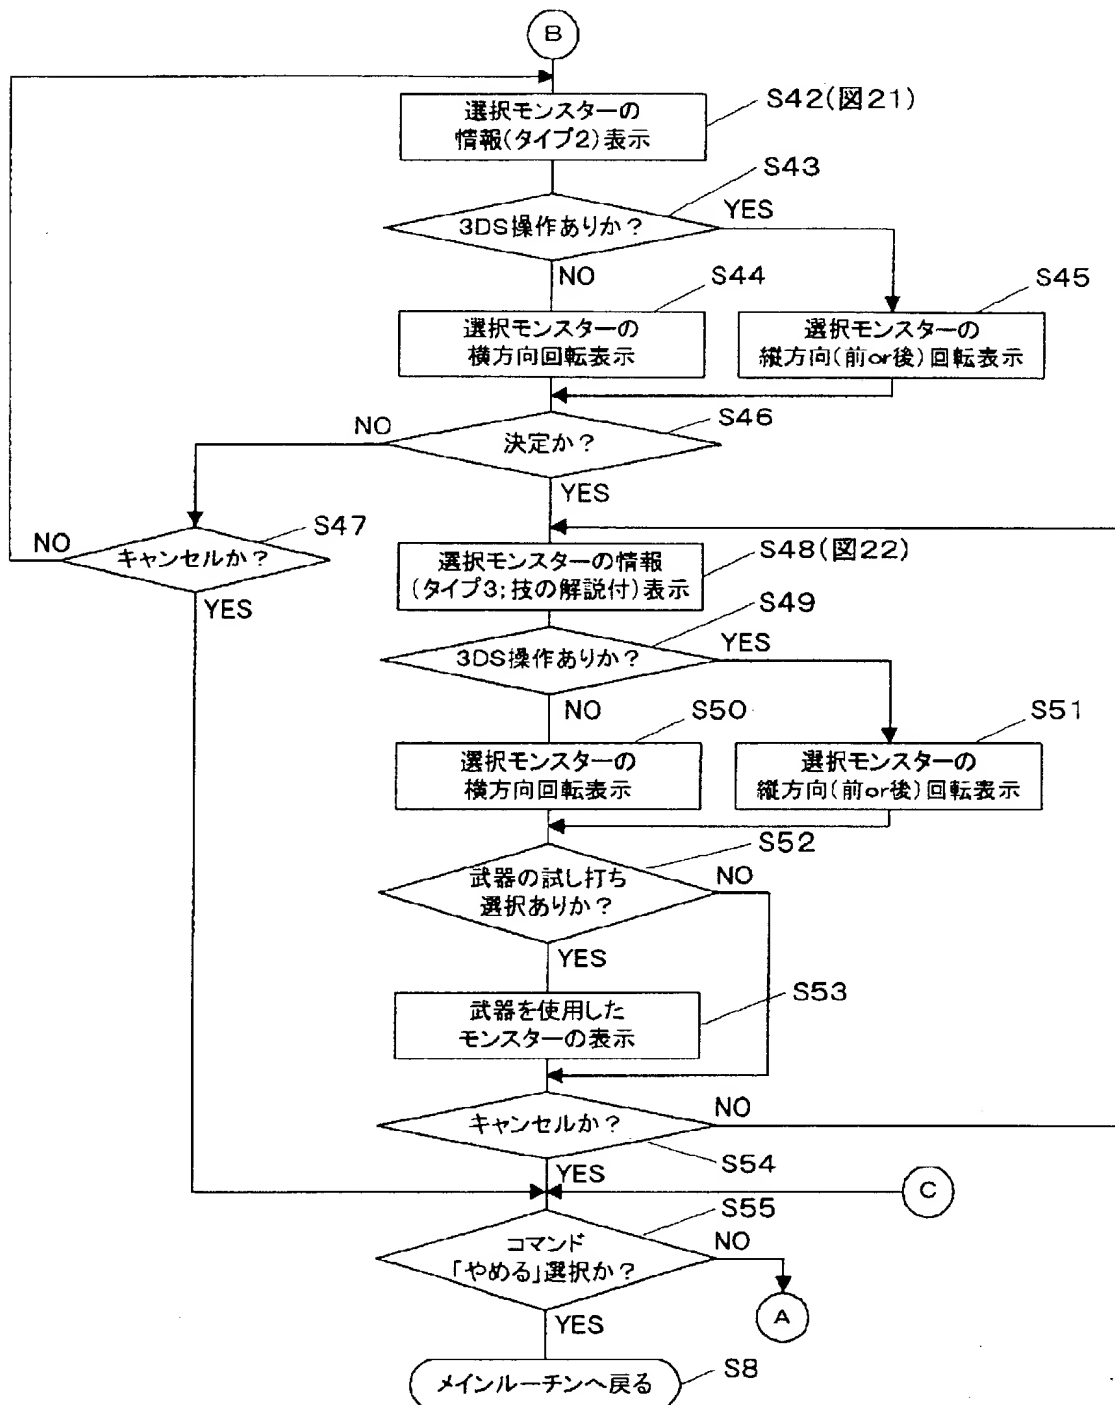 B
選択モンスターの
情報(タイプ2)表示
S42(図21)
S43
3DS操作ありか?
YES
NO
S44
S45
選択モンスターの
横方向回転表示
選択モンスターの
縦方向(前or後)回転表示
S46
NO
決定か?
YES
S47
NO
キャンセルか?
YES
選択モンスターの情報
(タイプ3;技の解説付)表示
S48(図22)
S49
3DS操作ありか?
YES
NO
S50
S51
選択モンスターの
横方向回転表示
選択モンスターの
縦方向(前or後)回転表示
S52
武器の試し打ち
選択ありか?
NO
YES
S53
武器を使用した
モンスターの表示
キャンセルか?
NO
S54
YES
C
S55
コマンド
「やめる」選択か?
NO
A
YES
メインルーチンへ戻る
S8